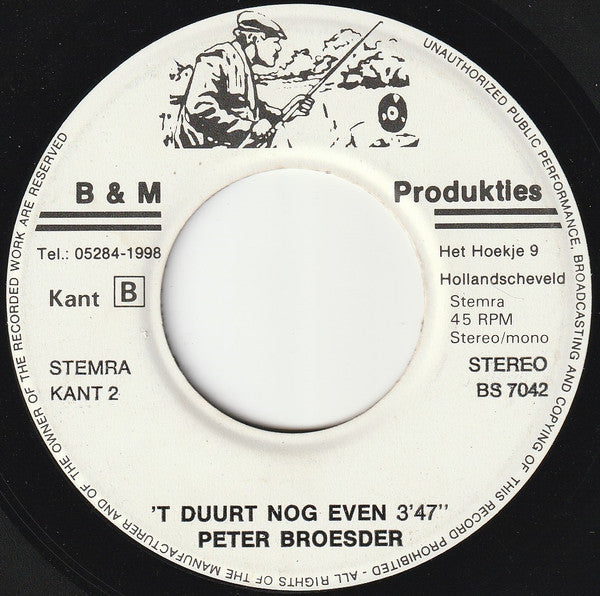 B & M
Produkties
Tel.: 05284-1998
Het Hoekje 9
Hollandscheveld
Kant B
Stemra
45 RPM
Stereo/mono
STEMRA
KANT 2
STEREO
BS 7042
'T DUURT NOG EVEN 3'47"
PETER BROESDER
UNAUTHORIZED PUBLIC PERFORMANCE, BROADCASTING AND COPYING OF THIS RECORD PROHIBITED - ALL RIGHTS OF THE MANUFACTURER AND OF THE OWNER OF THE RECORDED WORK ARE RESERVED